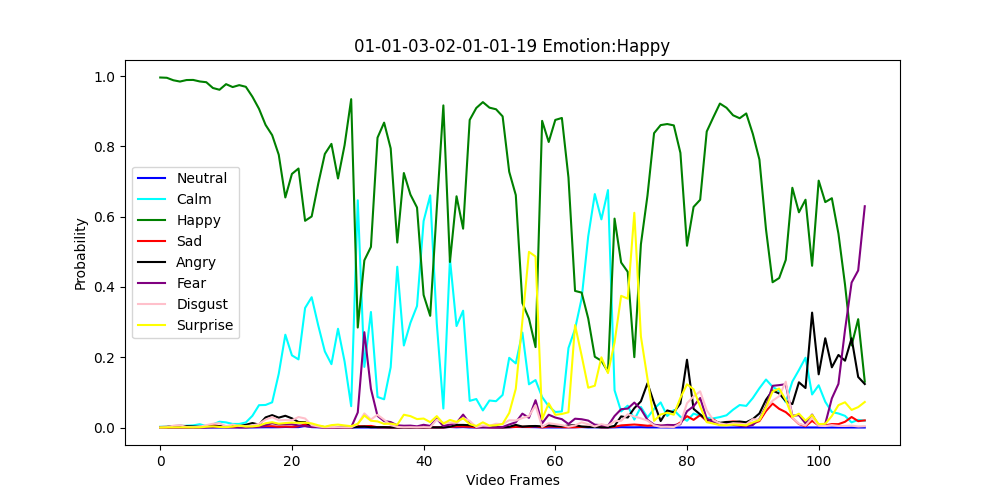 01-01-03-02-01-01-19 Emotion:Happy
Probability
1.0
0.8
0.6
0.4
0.2
0.0
Neutral
Calm
Happy
Sad
Angry
Fear
Disgust
Surprise
0 20 40 60 80 100
Video Frames